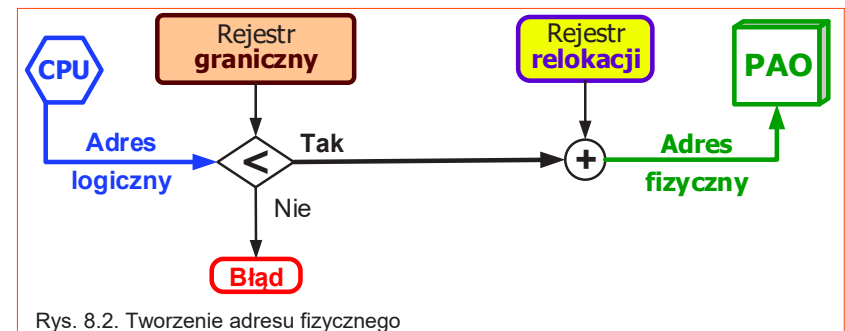 CPU
Rejestr
graniczny
Rejestr
relokacji
PAO
Adres
logiczny
<
Tak
+
Adres
fizyczny
Nie
Błąd
Rys. 8.2. Tworzenie adresu fizycznego